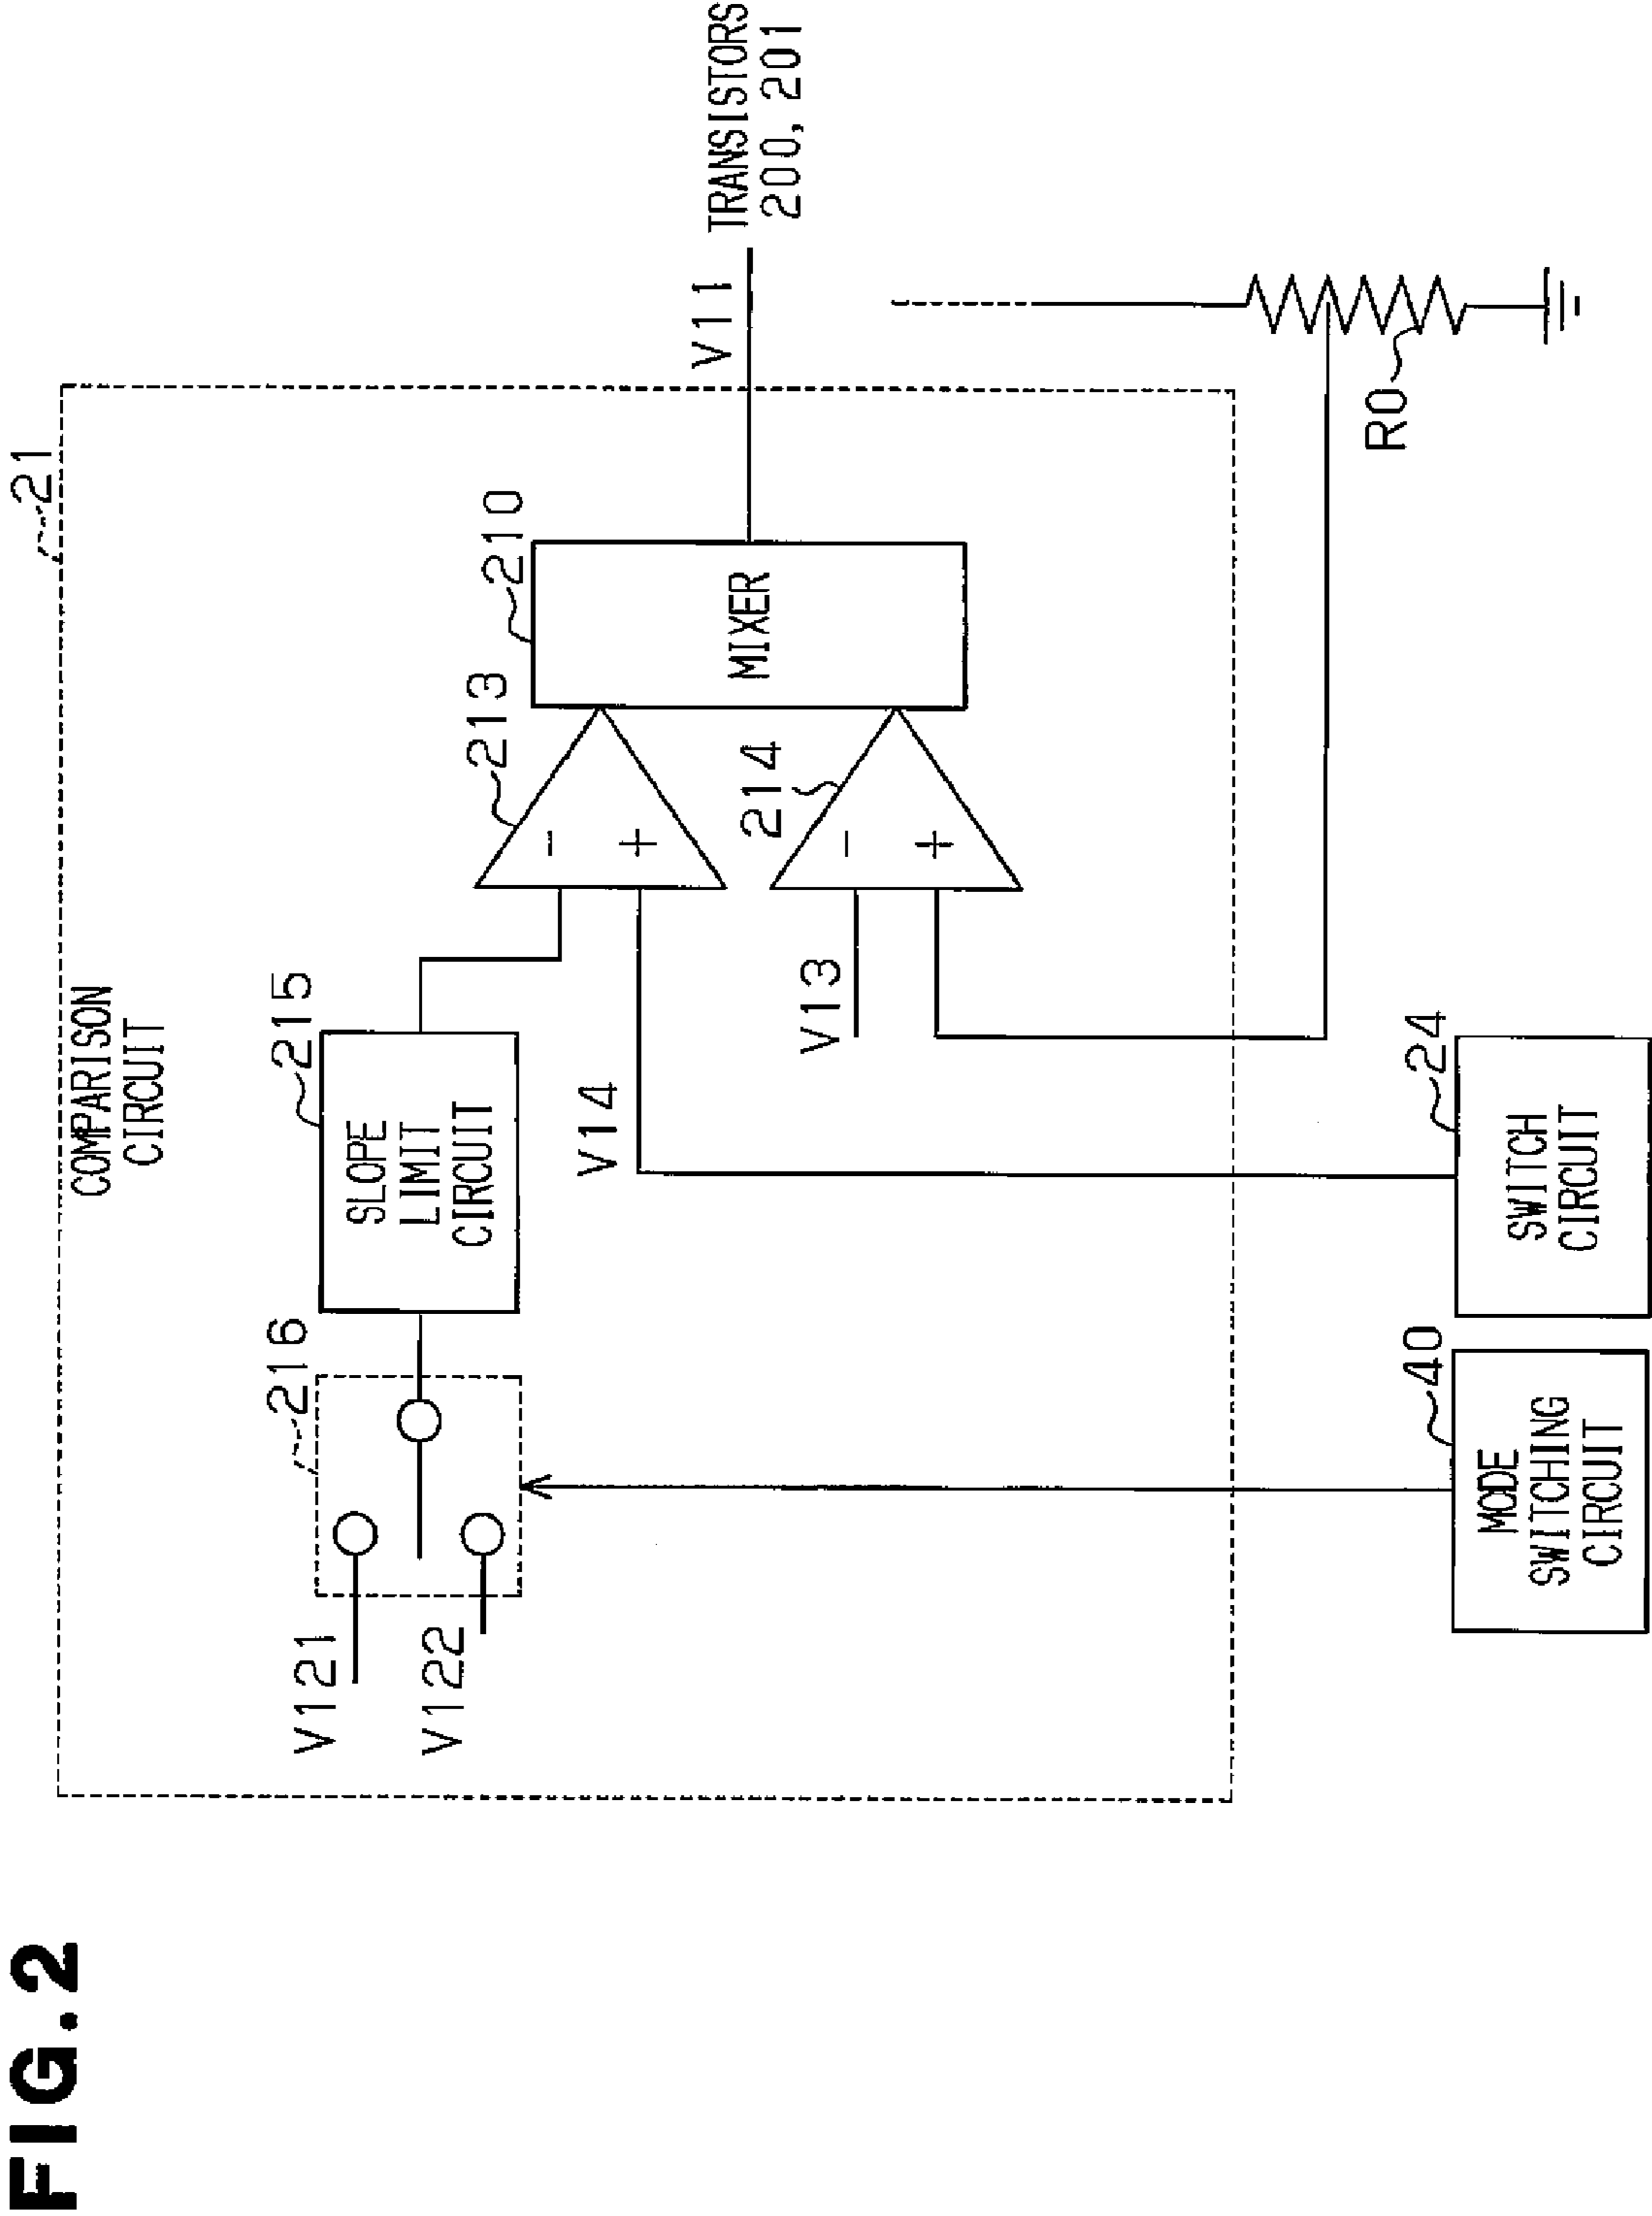 FIG.2
21
COMPARISON
CIRCUIT
V121
V122
216
215
SLOPE
LIMIT
CIRCUIT
V14
V13
213
-
+
214
-
+
210
MIXER
V11
TRANSISTORS
200, 201
R0
40
MODE
SWITCHING
CIRCUIT
24
SWITCH
CIRCUIT